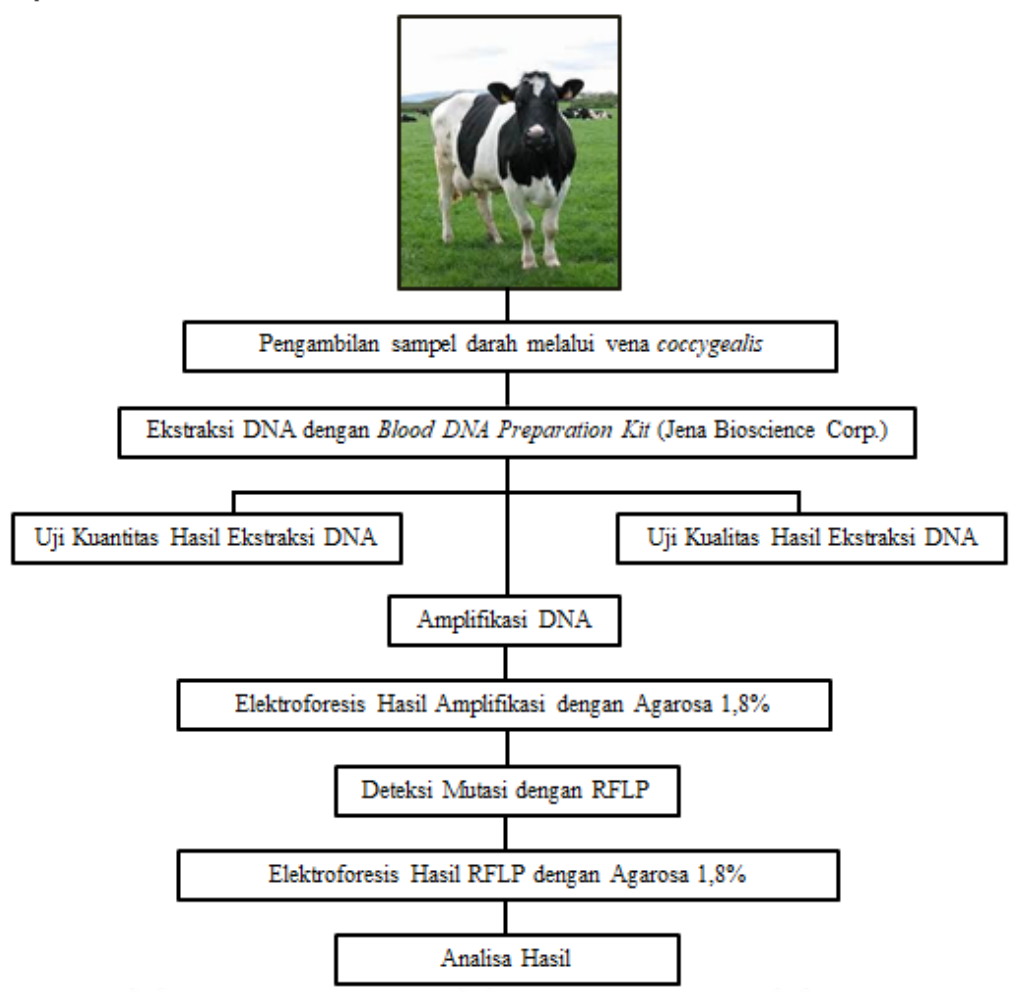 Pengambilan sampel darah melalui vena coccygealis
Ekstraksi DNA dengan Blood DNA Preparation Kit (Jena Bioscience Corp.)
Uji Kuantitas Hasil Ekstraksi DNA
Uji Kualitas Hasil Ekstraksi DNA
Amplifikasi DNA
Elektroforesis Hasil Amplifikasi dengan Agarosa 1,8%
Deteksi Mutasi dengan RFLP
Elektroforesis Hasil RFLP dengan Agarosa 1,8%
Analisa Hasil